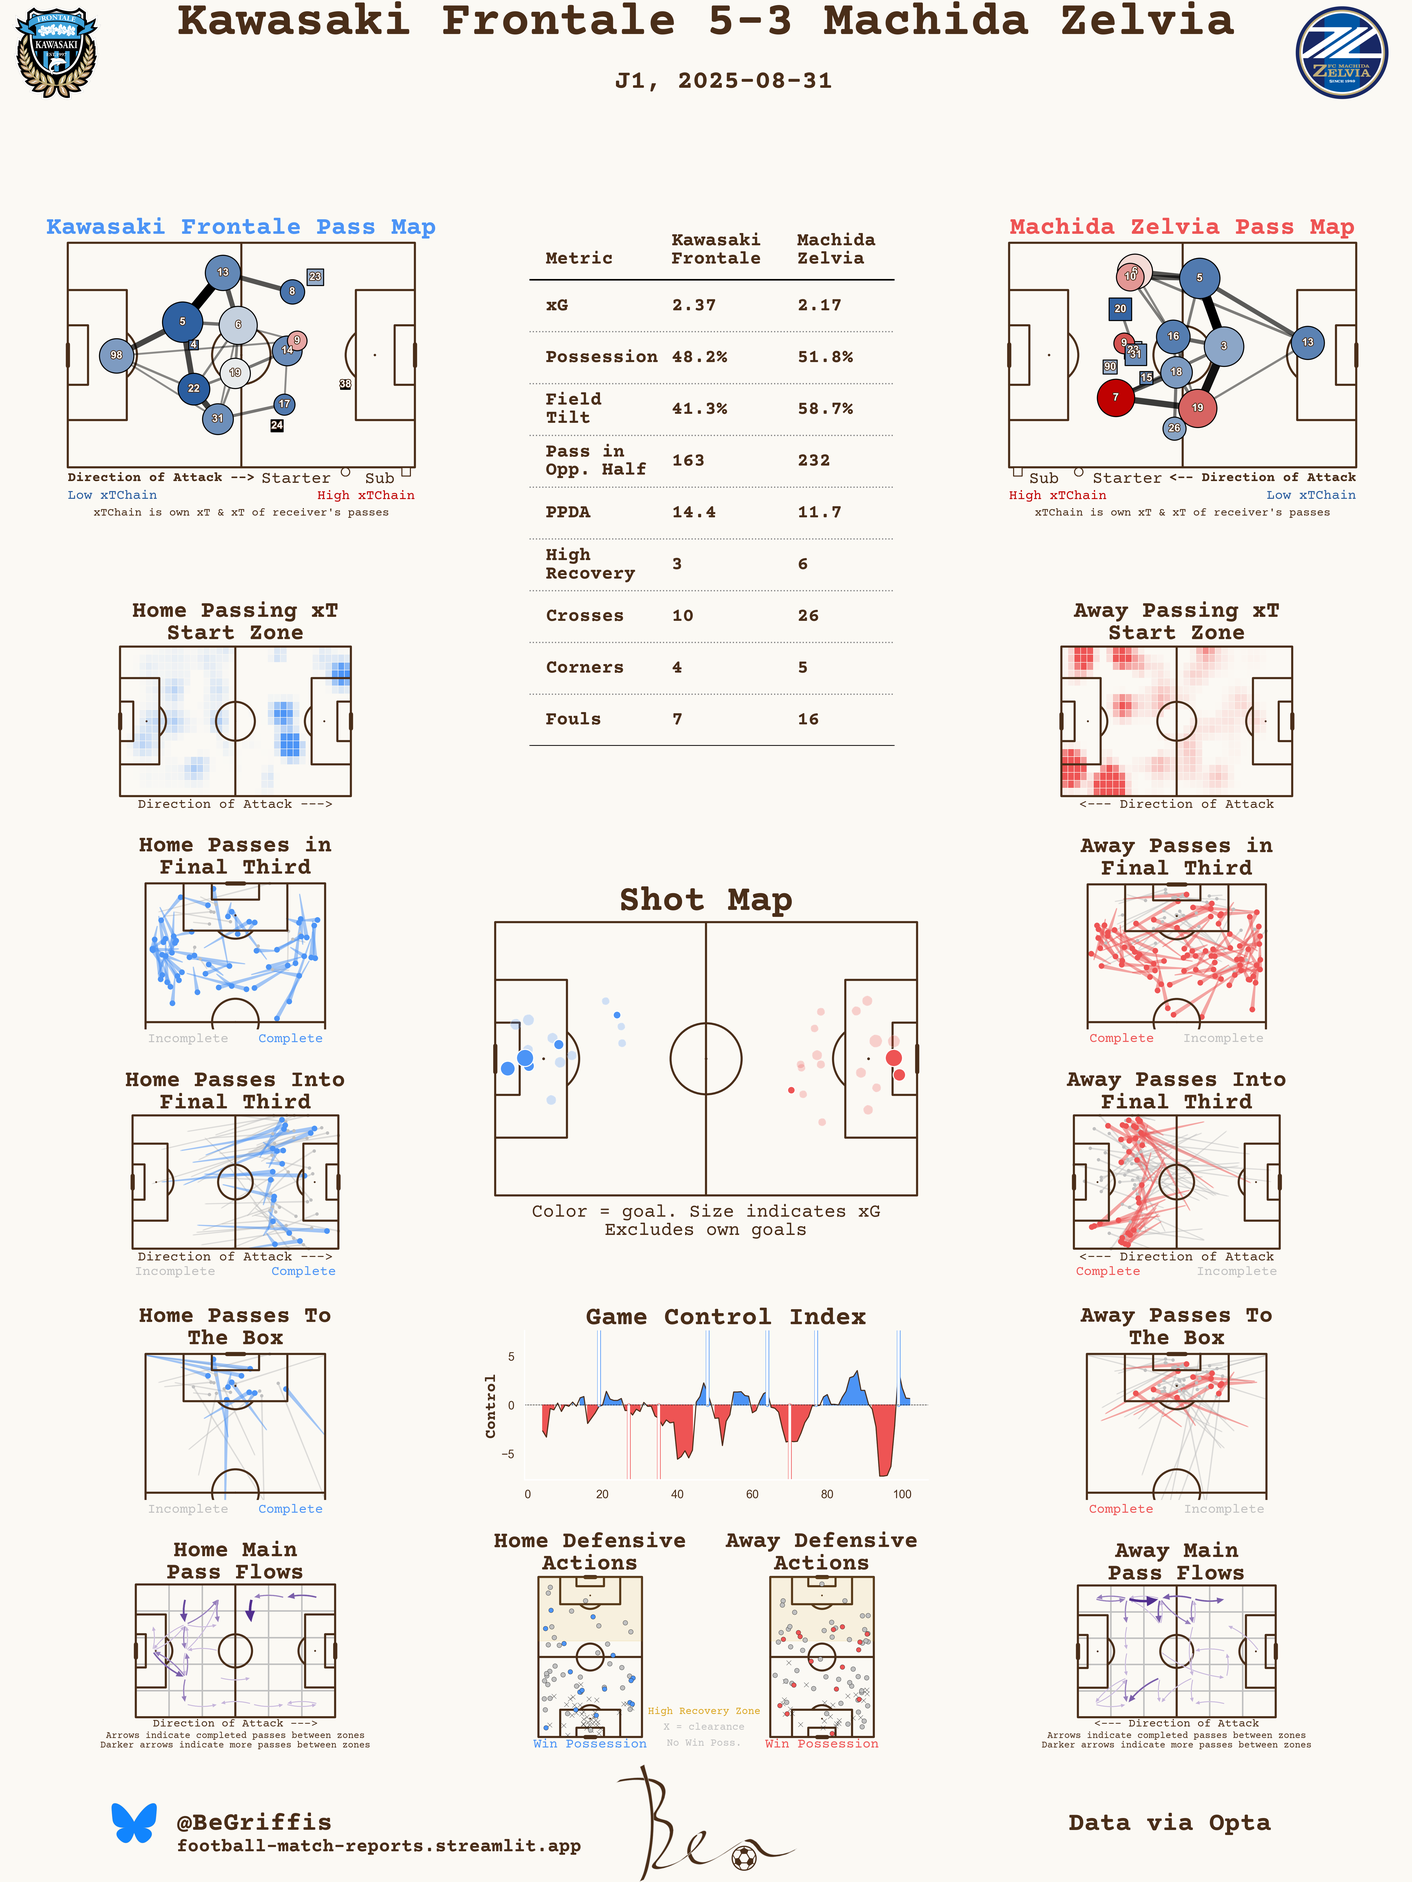 Kawasaki Frontale 5-3 Machida Zelvia
J1, 2025-08-31
FRONTALE
KAWASAKI
FC MACHIDA
ZELVIA
SINCE 1989
Kawasaki Frontale Pass Map
13
23
8
5
6
9
4
14
98
19
38
22
17
31
24
Direction of Attack --> Starter Sub
Low xTChain High xTChain
xTChain is own xT & xT of receiver's passes
Metric Kawasaki Frontale Machida Zelvia
xG 2.37 2.17
Possession 48.2% 51.8%
Field Tilt 41.3% 58.7%
Pass in Opp. Half 163 232
PPDA 14.4 11.7
High Recovery 3 6
Crosses 10 26
Corners 4 5
Fouls 7 16
Machida Zelvia Pass Map
10
5
20
16
9
31
3
13
90
18
15
7
19
26
Sub Starter <-- Direction of Attack
High xTChain Low xTChain
xTChain is own xT & xT of receiver's passes
Home Passing xT
Start Zone
Direction of Attack --->
Away Passing xT
Start Zone
<--- Direction of Attack
Home Passes in
Final Third
Incomplete Complete
Away Passes in
Final Third
Complete Incomplete
Shot Map
Color = goal. Size indicates xG
Excludes own goals
Home Passes Into
Final Third
Direction of Attack --->
Incomplete Complete
Away Passes Into
Final Third
<--- Direction of Attack
Complete Incomplete
Home Passes To
The Box
Incomplete Complete
Game Control Index
Control
5
0
-5
0 20 40 60 80 100
Away Passes To
The Box
Complete Incomplete
Home Main
Pass Flows
Direction of Attack --->
Arrows indicate completed passes between zones
Darker arrows indicate more passes between zones
Home Defensive
Actions
Win Possession
High Recovery Zone
X = clearance
No Win Poss.
Away Defensive
Actions
Win Possession
Away Main
Pass Flows
<--- Direction of Attack
Arrows indicate completed passes between zones
Darker arrows indicate more passes between zones
@BeGriffis
football-match-reports.streamlit.app
Ben
Data via Opta